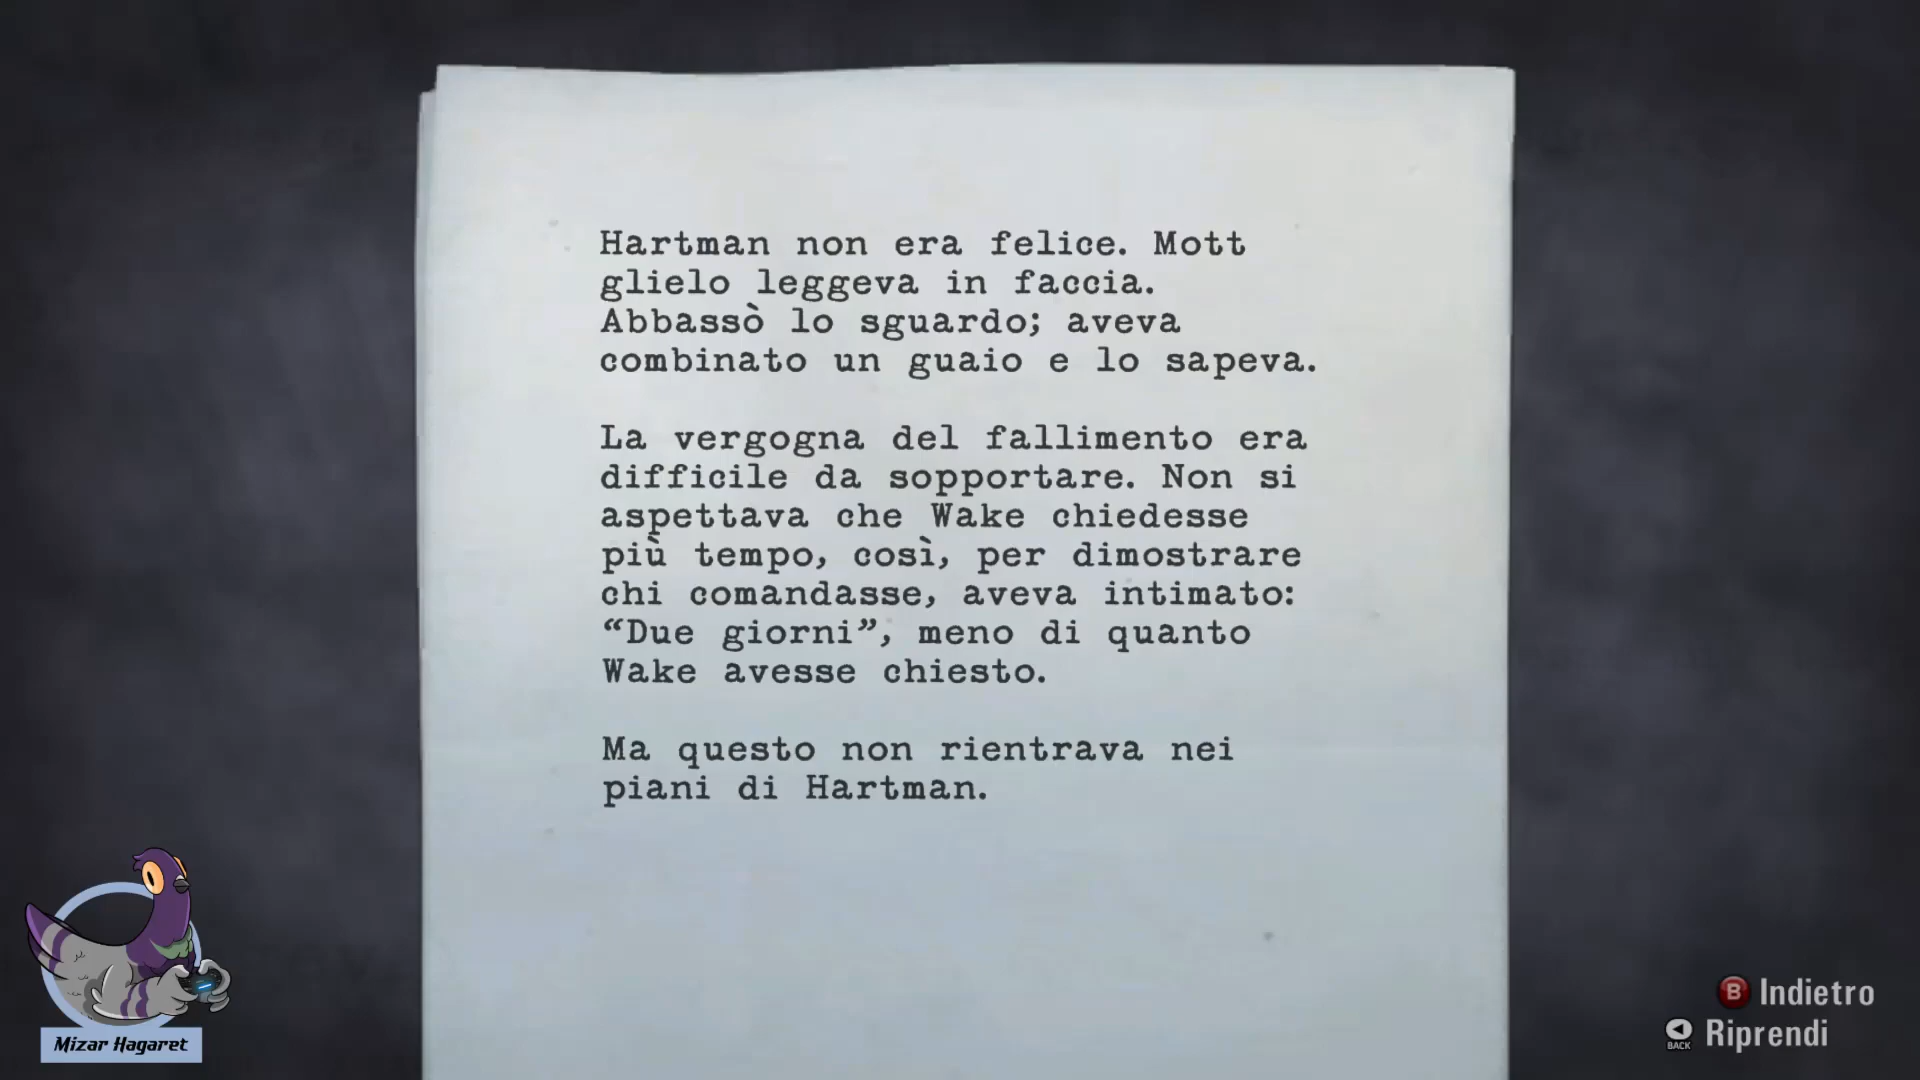 Hartman non era felice. Mott
glielo leggeva in faccia.
Abbassò lo sguardo; aveva
combinato un guaio e lo sapeva.
La vergogna del fallimento era
difficile da sopportare. Non si
aspettava che Wake chiedesse
più tempo, così, per dimostrare
chi comandasse, aveva intimato:
“Due giorni”, meno di quanto
Wake avesse chiesto.
Ma questo non rientrava nei
piani di Hartman.
Mizar Hagaret
B Indietro
BACK Riprendi